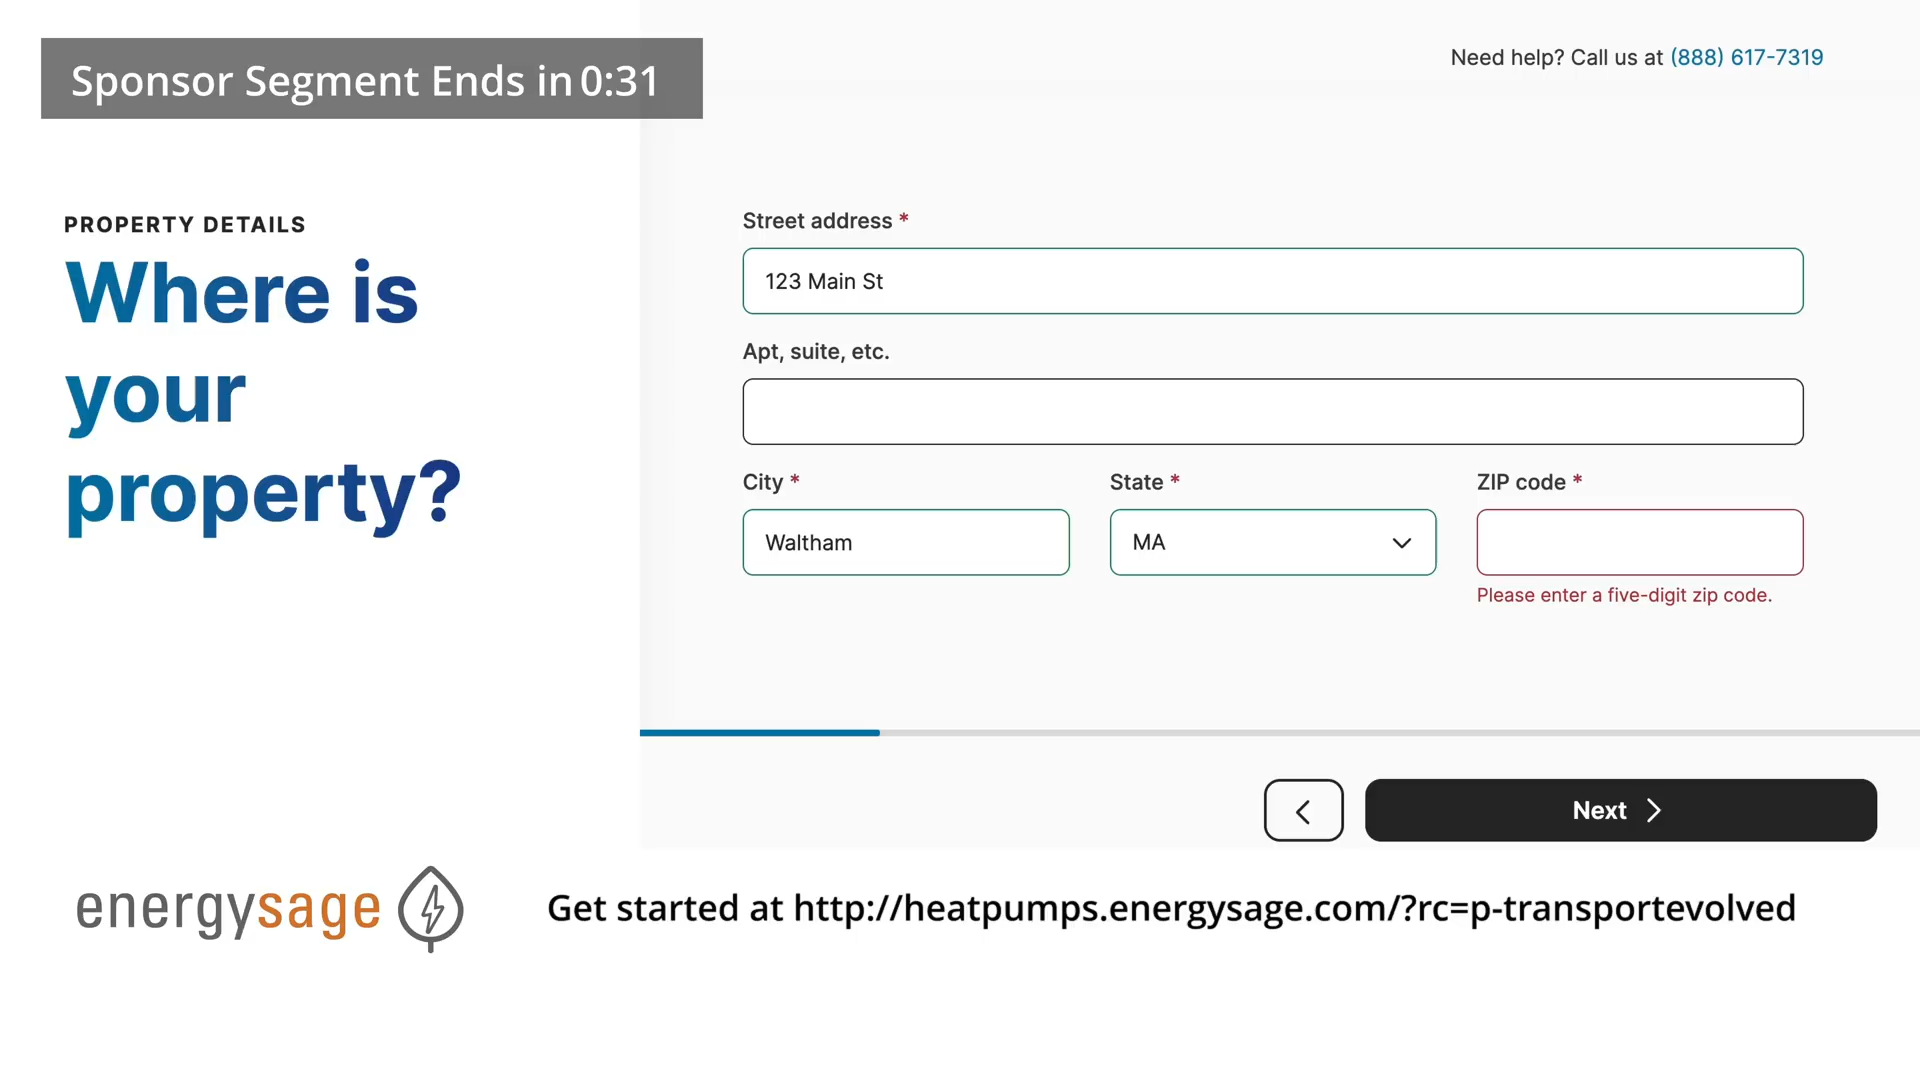 Sponsor Segment Ends in 0:31
Need help? Call us at (888) 617-7319
PROPERTY DETAILS
Where is
your
property?
Street address *
123 Main St
Apt, suite, etc.
City *
State *
ZIP code *
Waltham
MA
Please enter a five-digit zip code.
Next
energysage
Get started at http://heatpumps.energysage.com/?rc=p-transportevolved